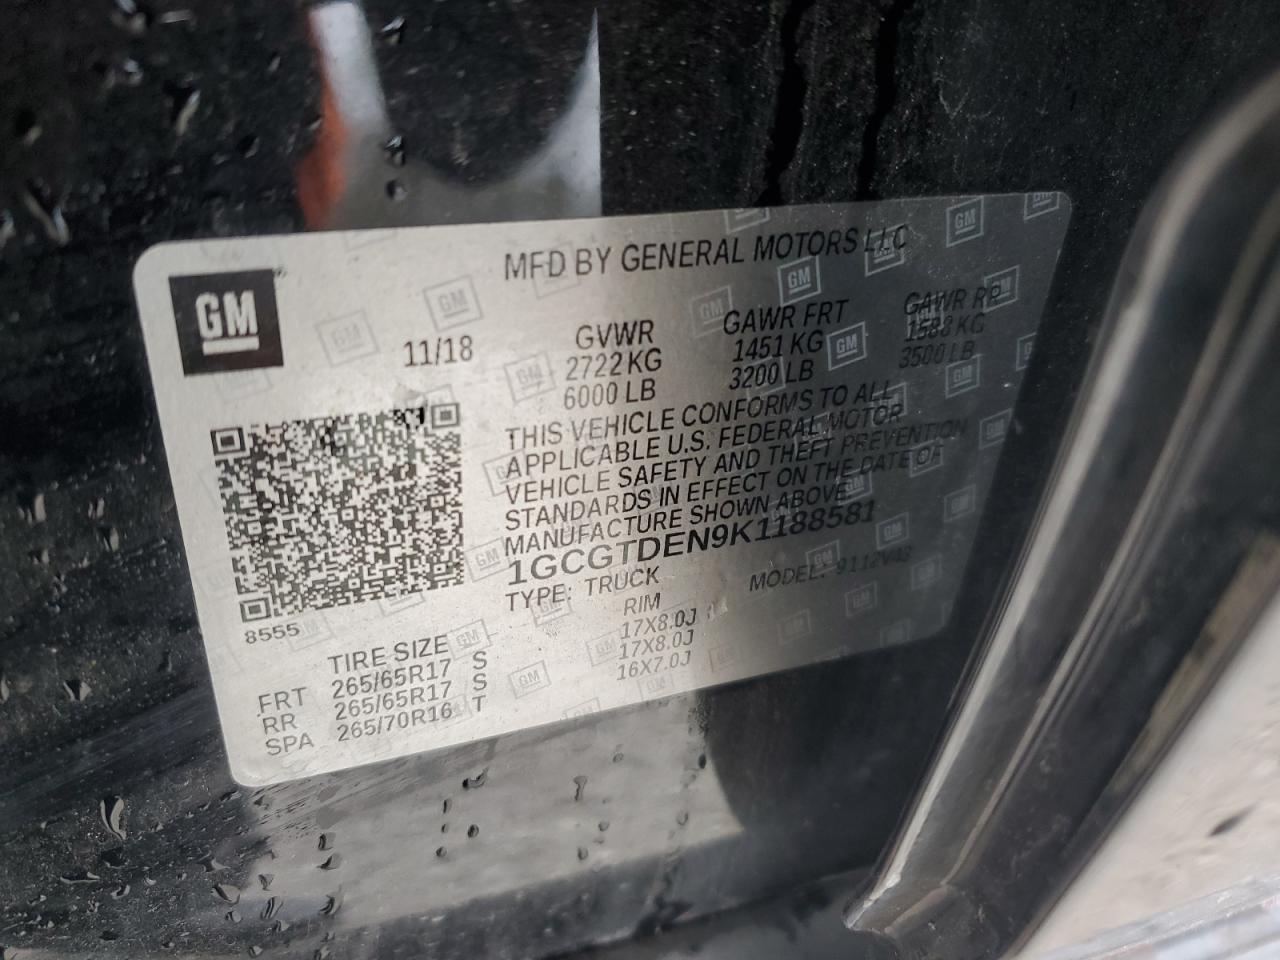 GM
MFD BY GENERAL MOTORS LLC
11/18 GVWR GAWR FRT GAWR RR
2722 KG 1451 KG 1588 KG
6000 LB 3200 LB 3500 LB
THIS VEHICLE CONFORMS TO ALL
APPLICABLE U.S. FEDERAL MOTOR
VEHICLE SAFETY AND THEFT PREVENTION
STANDARDS IN EFFECT ON THE DATE OF
MANUFACTURE SHOWN ABOVE
1GCGTDEN9K1188581
TYPE: TRUCK MODEL:
8555
TIRE SIZE RIM
FRT 265/65R17 S 17X8.0J
RR 265/65R17 S 17X8.0J
SPA 265/70R16 T 16X7.0J